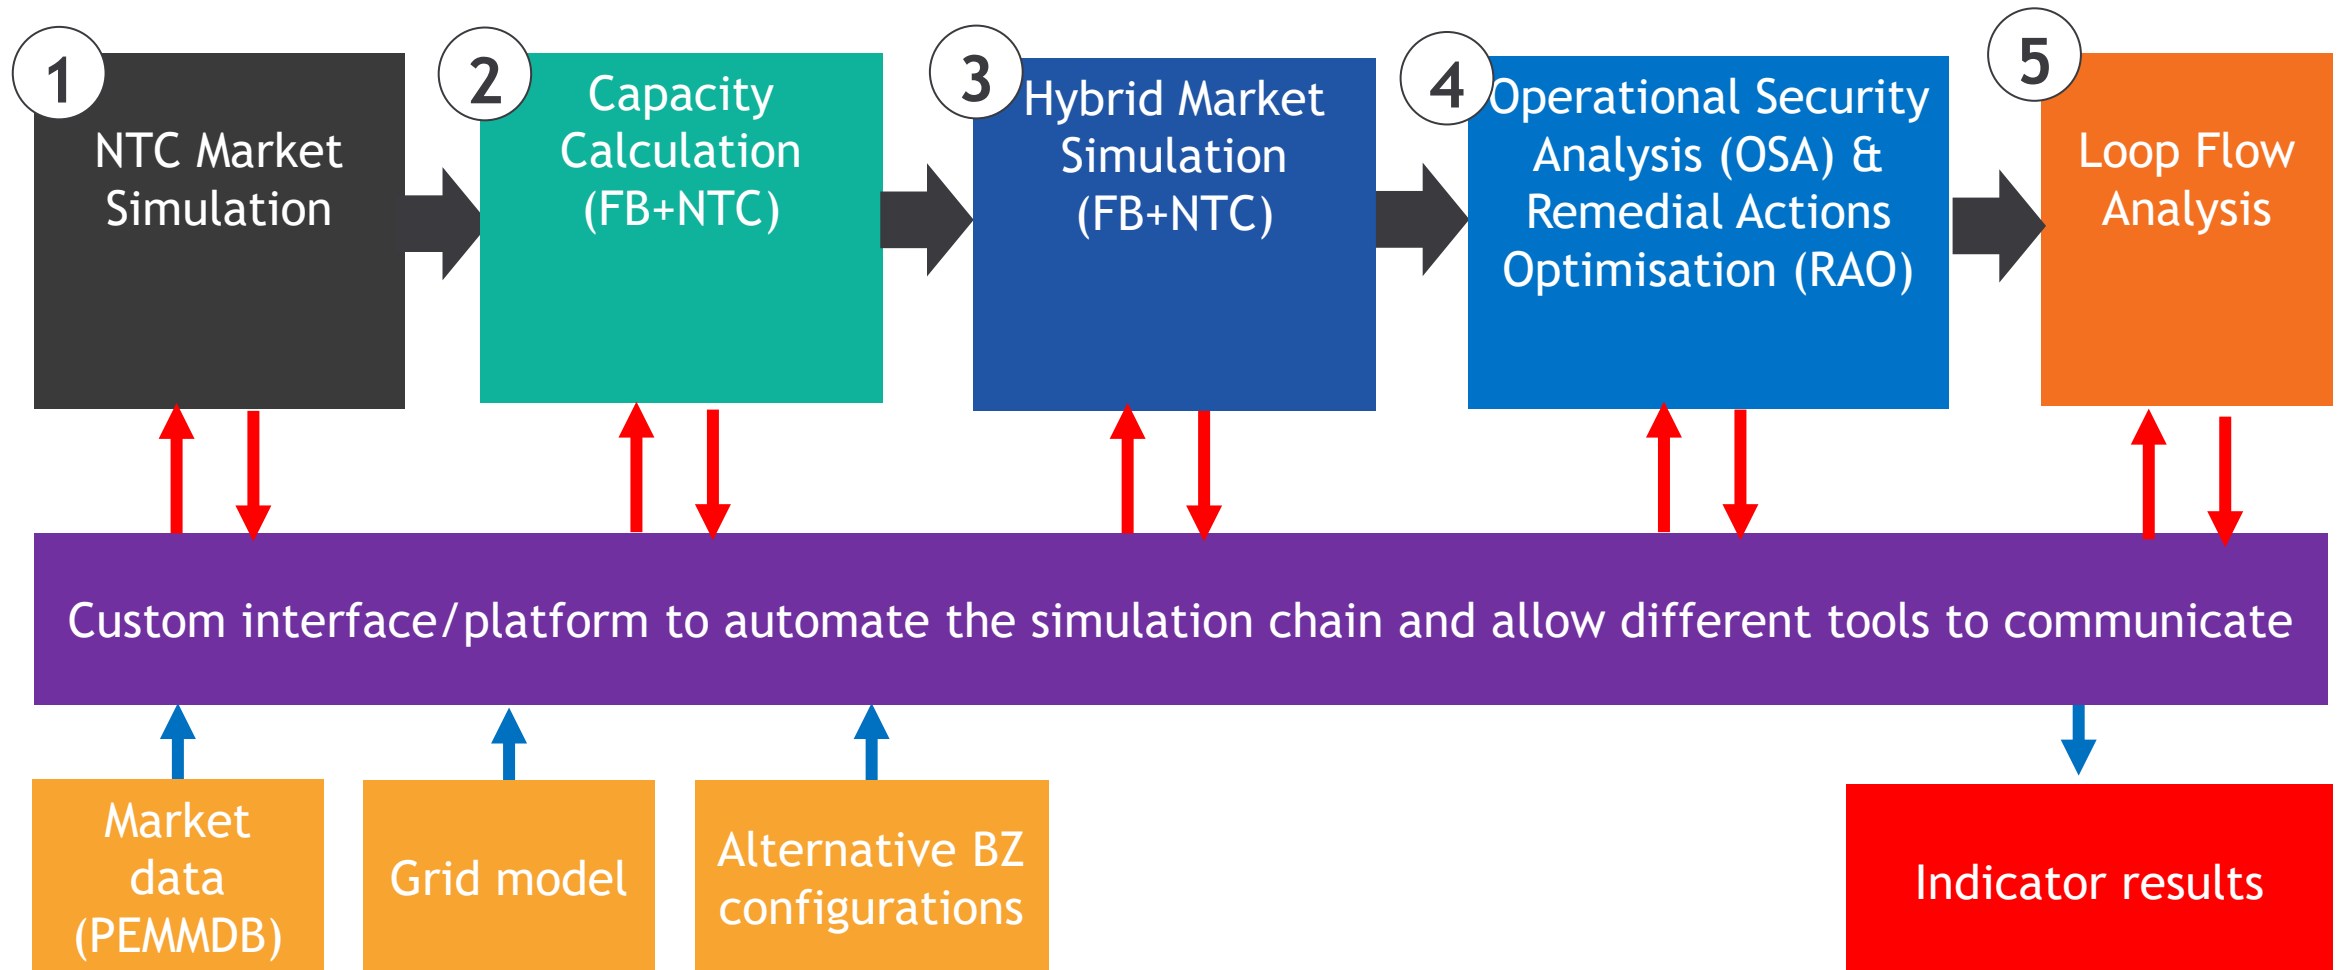 1
NTC Market
Simulation
2
Capacity
Calculation
(FB+NTC)
3
Hybrid Market
Simulation
(FB+NTC)
4
Operational Security
Analysis (OSA) &
Remedial Actions
Optimisation (RAO)
5
Loop Flow
Analysis
Custom interface/platform to automate the simulation chain and allow different tools to communicate
Market
data
(PEMMDB)
Grid model
Alternative BZ
configurations
Indicator results